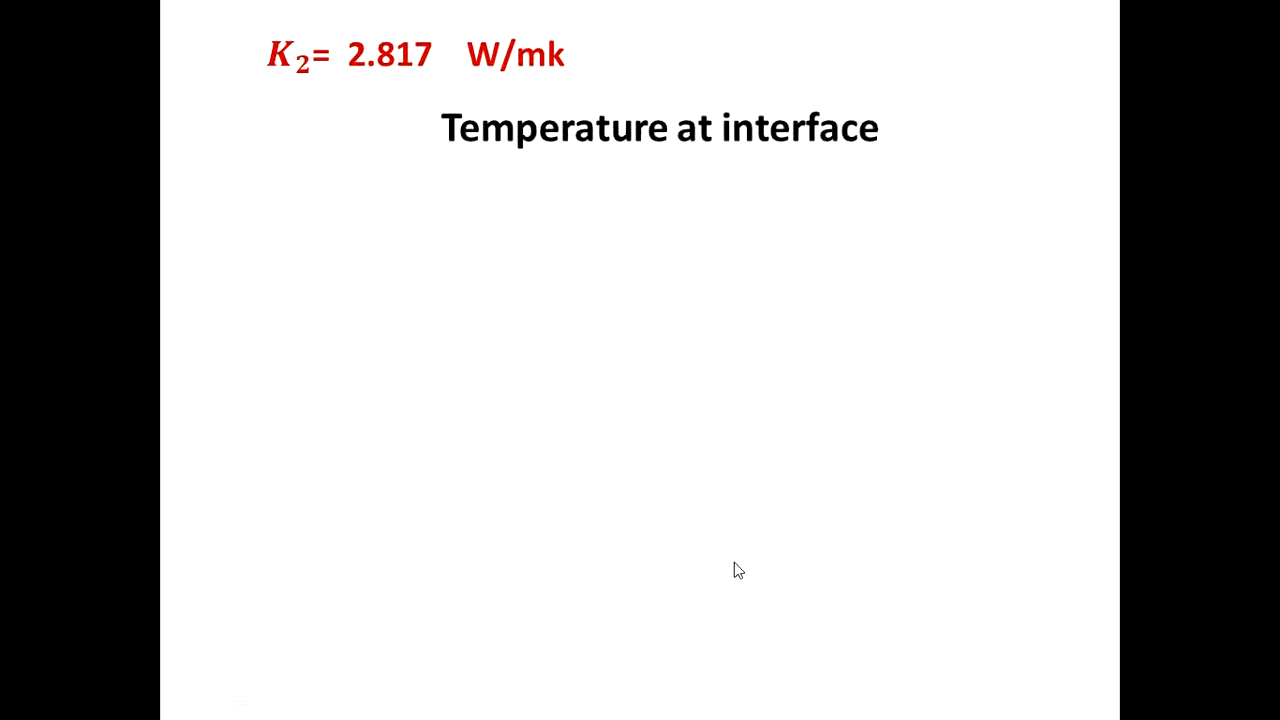 K₂= 2.817 W/mk
Temperature at interface